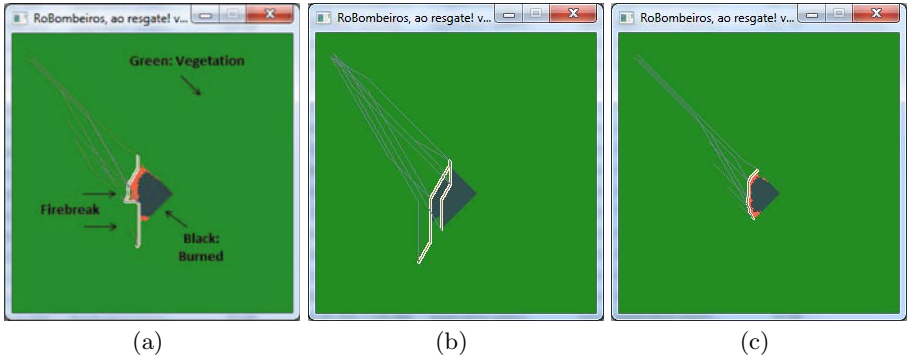 RoBombeiros, ao resgate! v...
Green: Vegetation
Firebreak
Black:
Burned
RoBombeiros, ao resgate! v...
RoBombeiros, ao resgate! v...
(a)
(b)
(c)